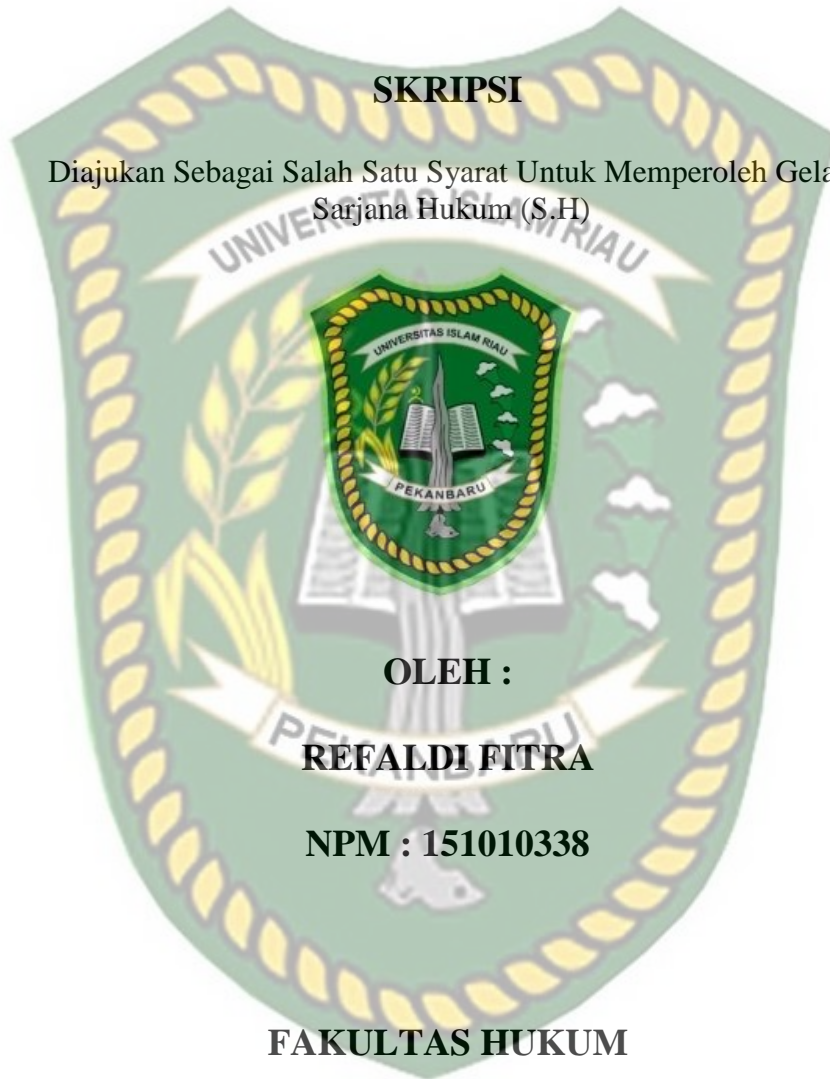 SKRIPSI
Diajukan Sebagai Salah Satu Syarat Untuk Memperoleh Gela
Sarjana Hukum (S.H)
UNIVERSITAS ISLAM RIAU
UNIVERSITAS ISLAM RIAU
PEKANBARU
OLEH :
PEKANBARU
REFALDI FITRA
NPM : 151010338
FAKULTAS HUKUM